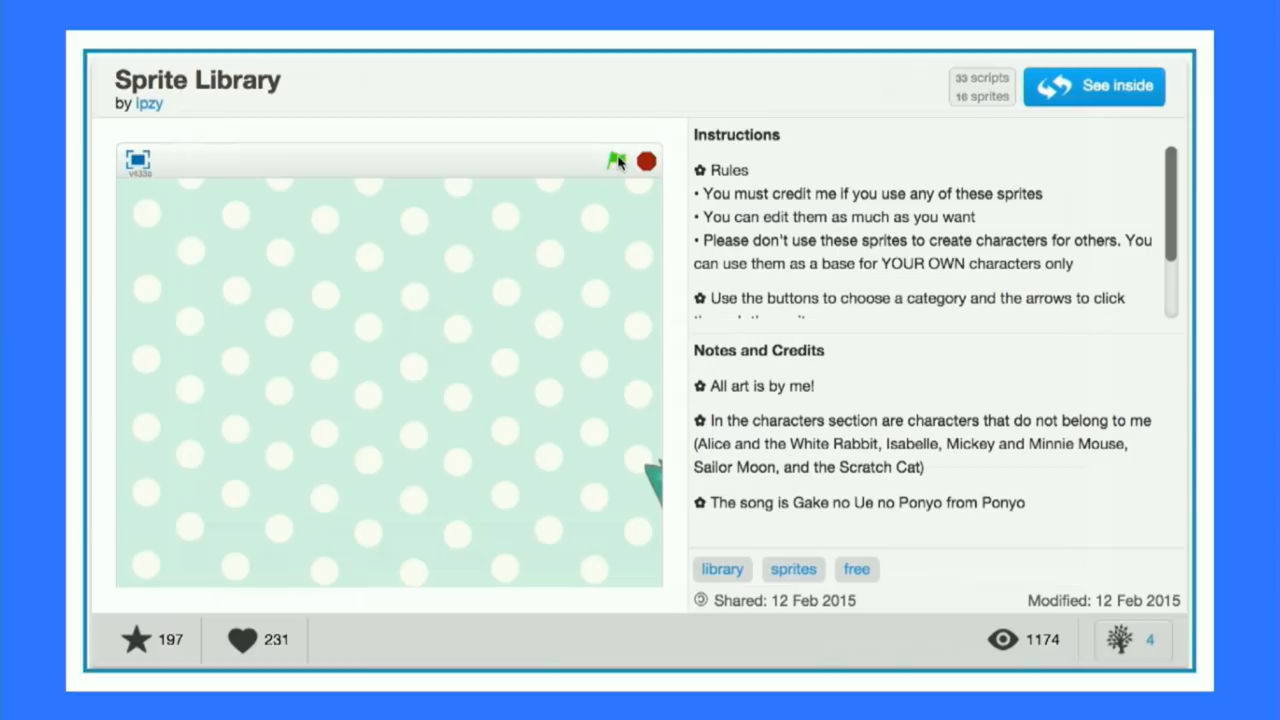 Sprite Library
by ipzy
33 scripts
16 sprites
See inside
v433a
Instructions
✿ Rules
• You must credit me if you use any of these sprites
• You can edit them as much as you want
• Please don't use these sprites to create characters for others. You
can use them as a base for YOUR OWN characters only
✿ Use the buttons to choose a category and the arrows to click
Notes and Credits
✿ All art is by me!
✿ In the characters section are characters that do not belong to me
(Alice and the White Rabbit, Isabelle, Mickey and Minnie Mouse,
Sailor Moon, and the Scratch Cat)
✿ The song is Gake no Ue no Ponyo from Ponyo
library
sprites
free
Shared: 12 Feb 2015
Modified: 12 Feb 2015
197
231
1174
4